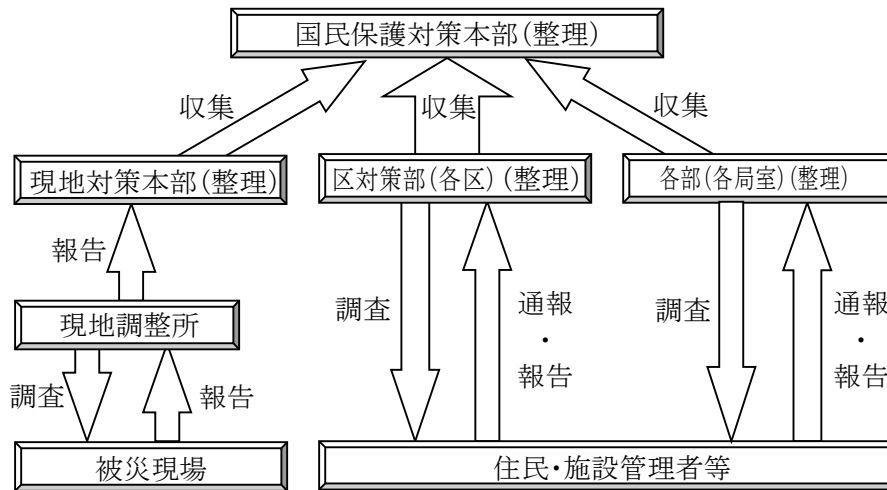 国民保護対策本部(整理)
収集
収集
収集
現地対策本部(整理)
区対策部(各区)(整理)
各部(各局室)(整理)
報告
現地調整所
調査
通報
・
報告
調査
通報
・
報告
調査
報告
被災現場
住民・施設管理者等